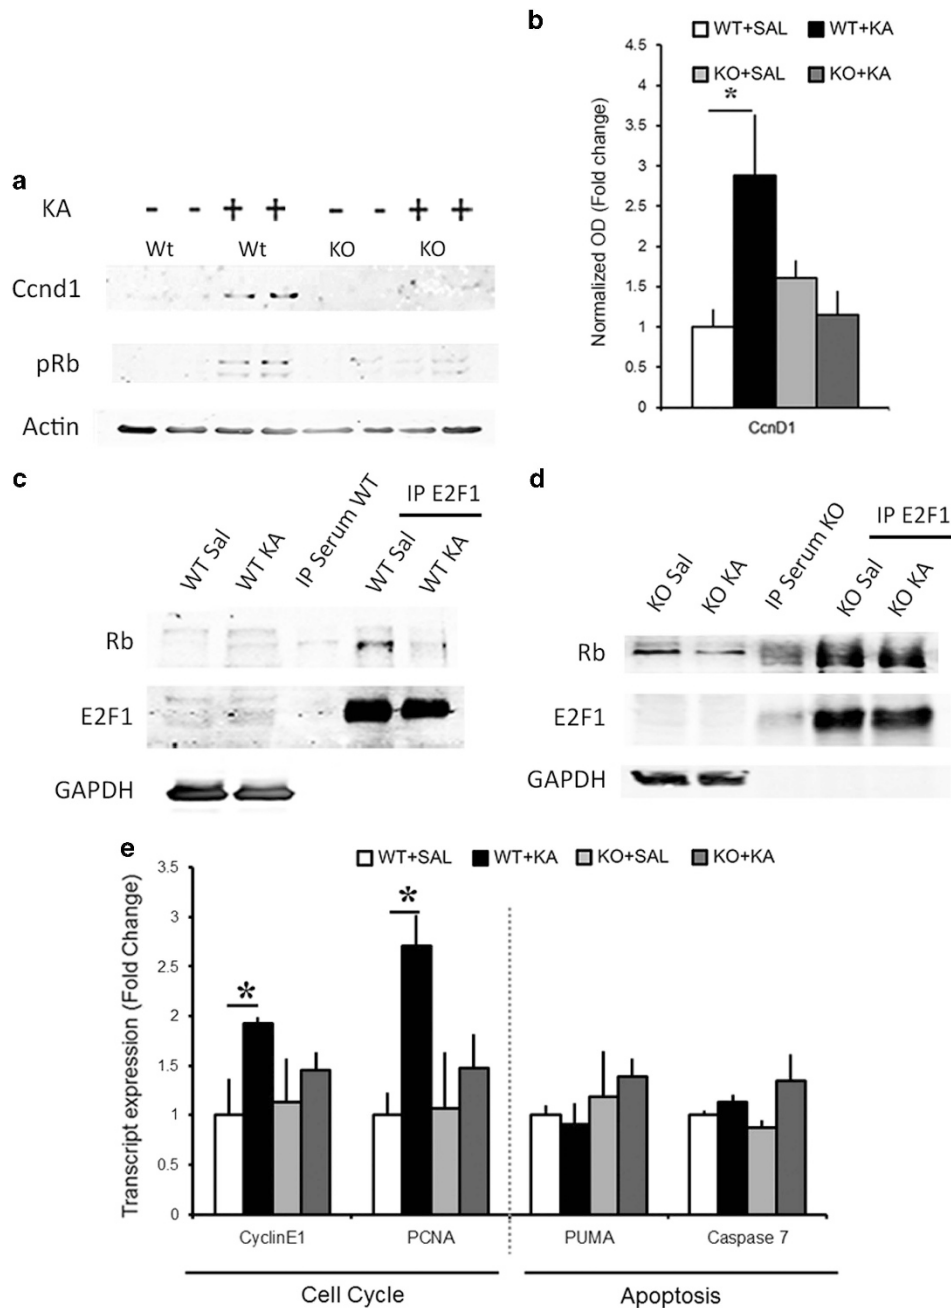 a
KA - - + + - - + +
Wt Wt KO KO
Ccnd1
pRb
Actin
b
WT+SAL WT+KA
KO+SAL KO+KA
Normalized OD (Fold change)
4.5
4
3.5
3
2.5
2
1.5
1
0.5
0
*
CcnD1
c
IP E2F1
WT Sal WT KA IP Serum WT WT Sal WT KA
Rb
E2F1
GAPDH
d
IP E2F1
KO Sal KO KA IP Serum KO KO Sal KO KA
Rb
E2F1
GAPDH
e
WT+SAL WT+KA KO+SAL KO+KA
Transcript expression (Fold Change)
3.5
3
2.5
2
1.5
1
0.5
0
* *
CyclinE1 PCNA PUMA Caspase 7
Cell Cycle Apoptosis